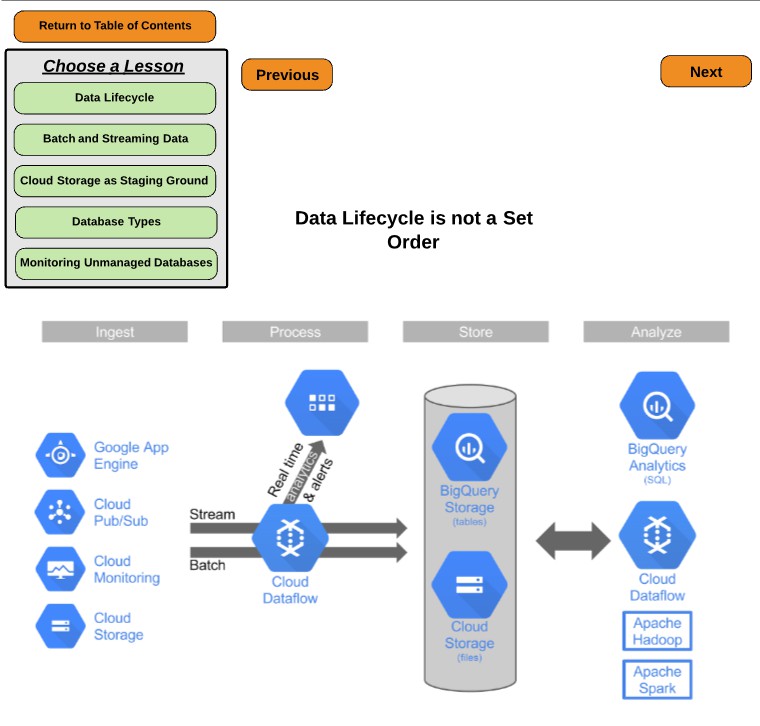 Return to Table of Contents
Choose a Lesson
Data Lifecycle
Batch and Streaming Data
Cloud Storage as Staging Ground
Database Types
Monitoring Unmanaged Databases
Previous
Next
Data Lifecycle is not a Set
Order
Ingest
Process
Store
Analyze
Google App
Engine
Cloud
Pub/Sub
Cloud
Monitoring
Cloud
Storage
Real time
analytics
& alerts
Stream
Batch
Cloud
Dataflow
BigQuery
Storage
(tables)
Cloud
Storage
(files)
BigQuery
Analytics
(SQL)
Cloud
Dataflow
Apache
Hadoop
Apache
Spark